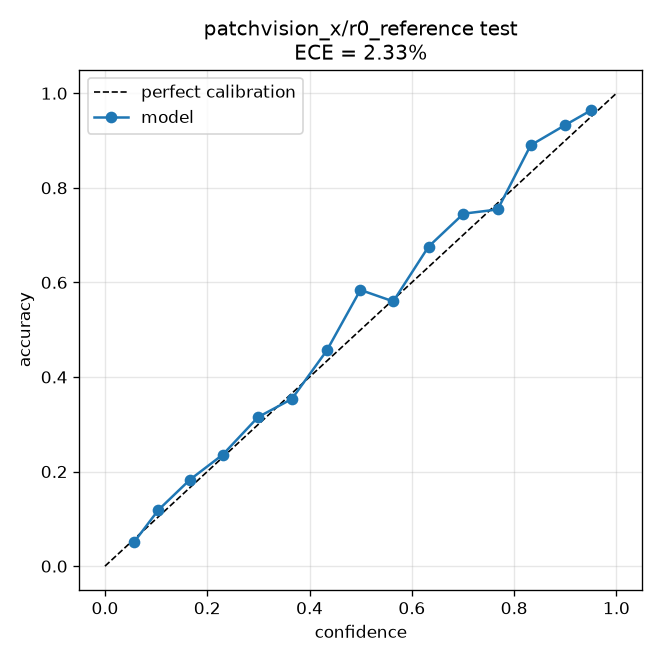 patchvision_x/r0_reference test
ECE = 2.33%
perfect calibration
model
1.0
0.8
0.6
0.4
0.2
0.0
accuracy
0.0 0.2 0.4 0.6 0.8 1.0
confidence